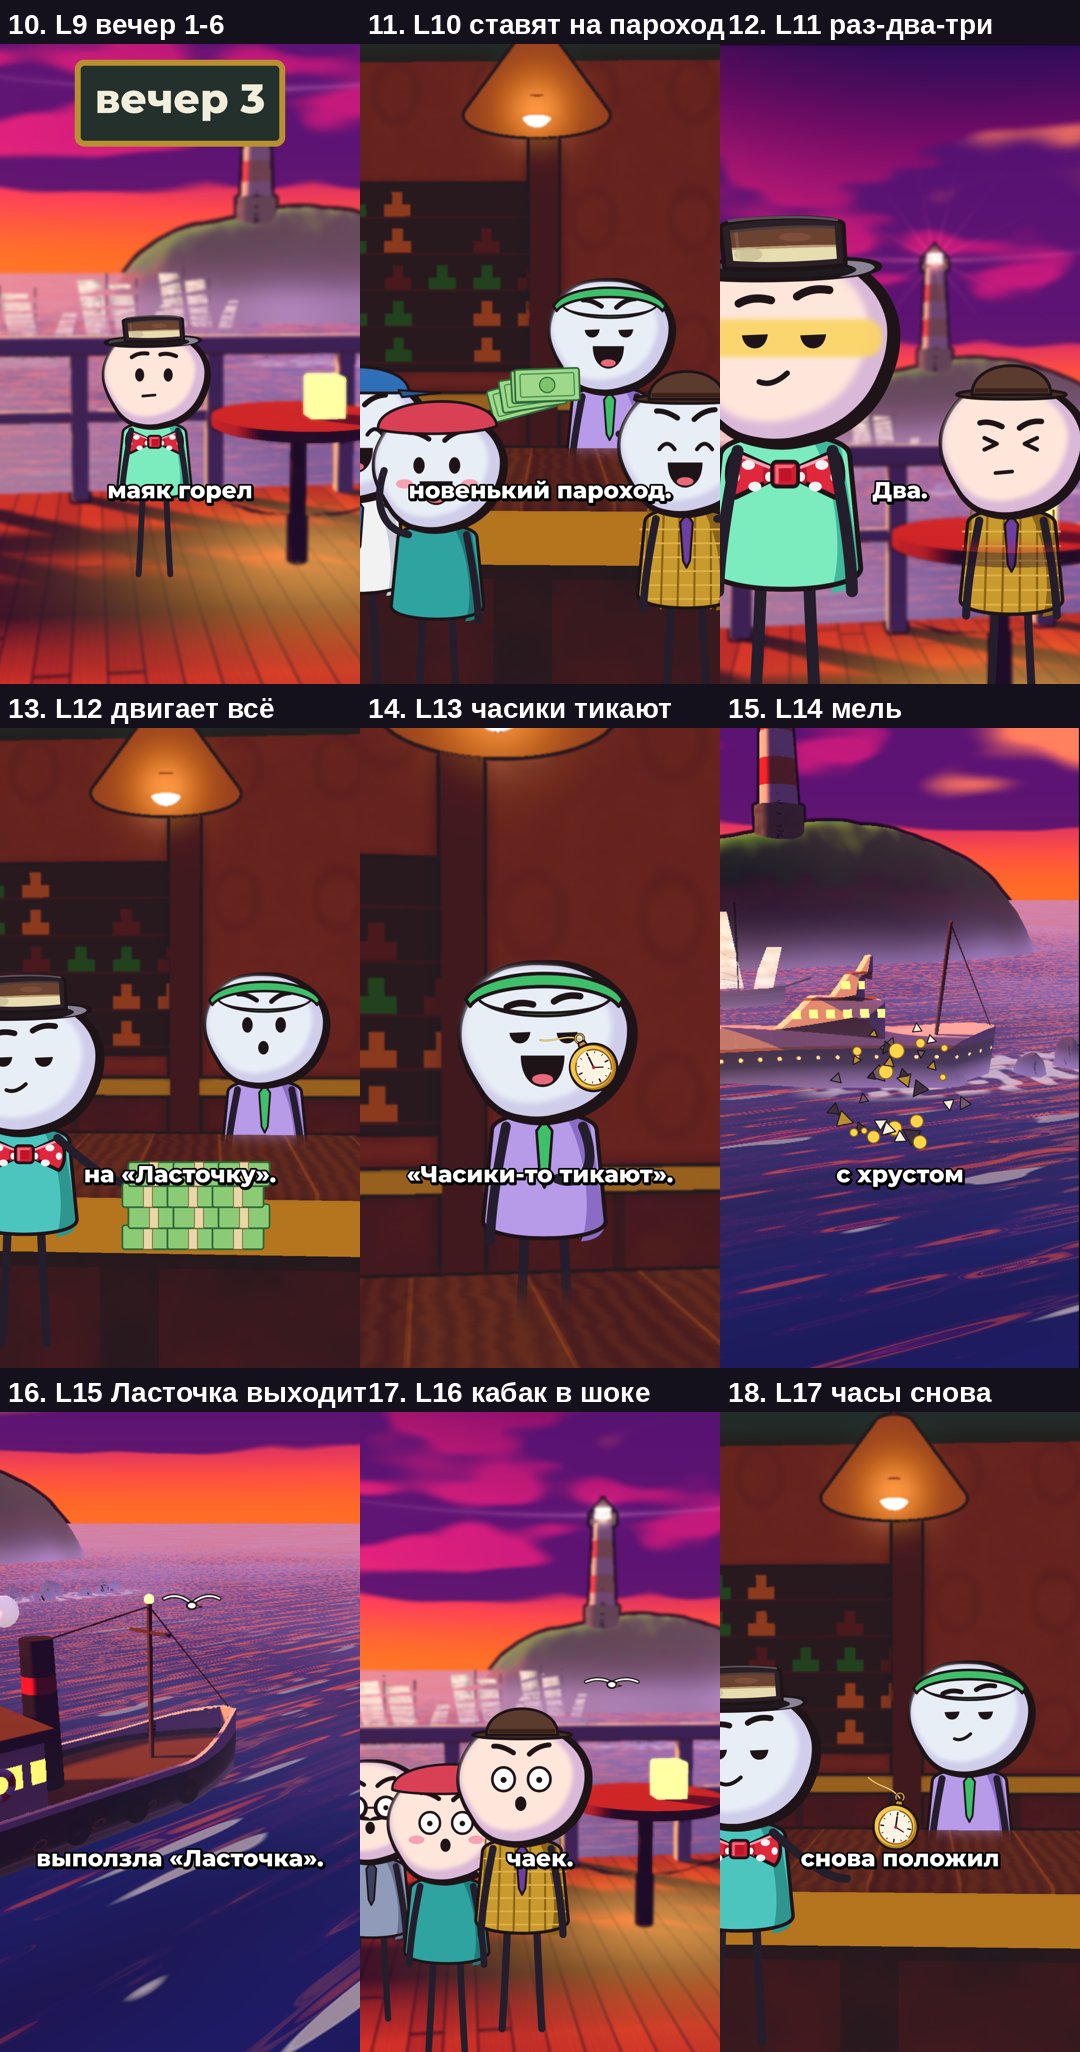 10. L9 вечер 1-6
вечер 3
маяк горел
11. L10 ставят на пароход
новенький пароход.
12. L11 раз-два-три
Два.
13. L12 двигает всё
на «Ласточку».
14. L13 часики тикают
«Часики-то тикают».
15. L14 мель
с хрустом
16. L15 Ласточка выходит
выползла «Ласточка».
17. L16 кабак в шоке
чаек.
18. L17 часы снова
снова положил